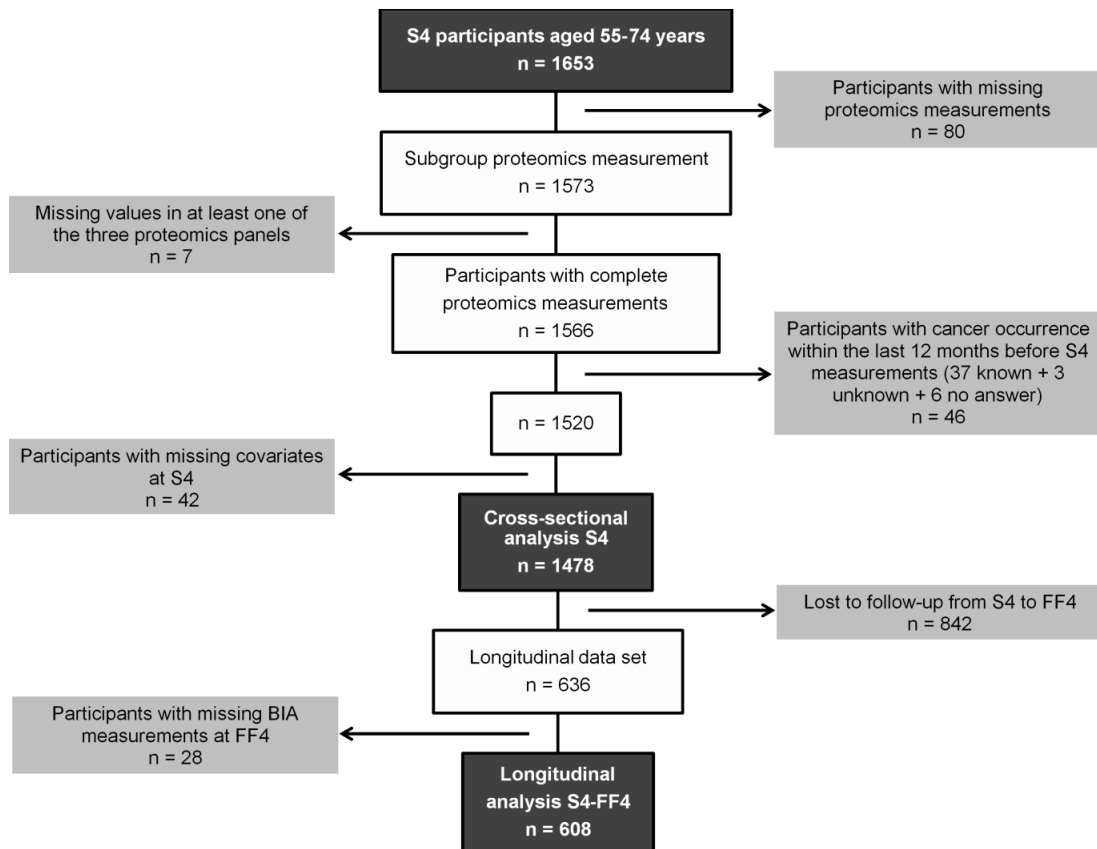 S4 participants aged 55-74 years
n = 1653
Participants with missing
proteomics measurements
n = 80
Subgroup proteomics measurement
n = 1573
Missing values in at least one of
the three proteomics panels
n = 7
Participants with complete
proteomics measurements
n = 1566
Participants with cancer occurrence
within the last 12 months before S4
measurements (37 known + 3
unknown + 6 no answer)
n = 46
n = 1520
Participants with missing covariates
at S4
n = 42
Cross-sectional
analysis S4
n = 1478
Lost to follow-up from S4 to FF4
n = 842
Longitudinal data set
n = 636
Participants with missing BIA
measurements at FF4
n = 28
Longitudinal
analysis S4-FF4
n = 608